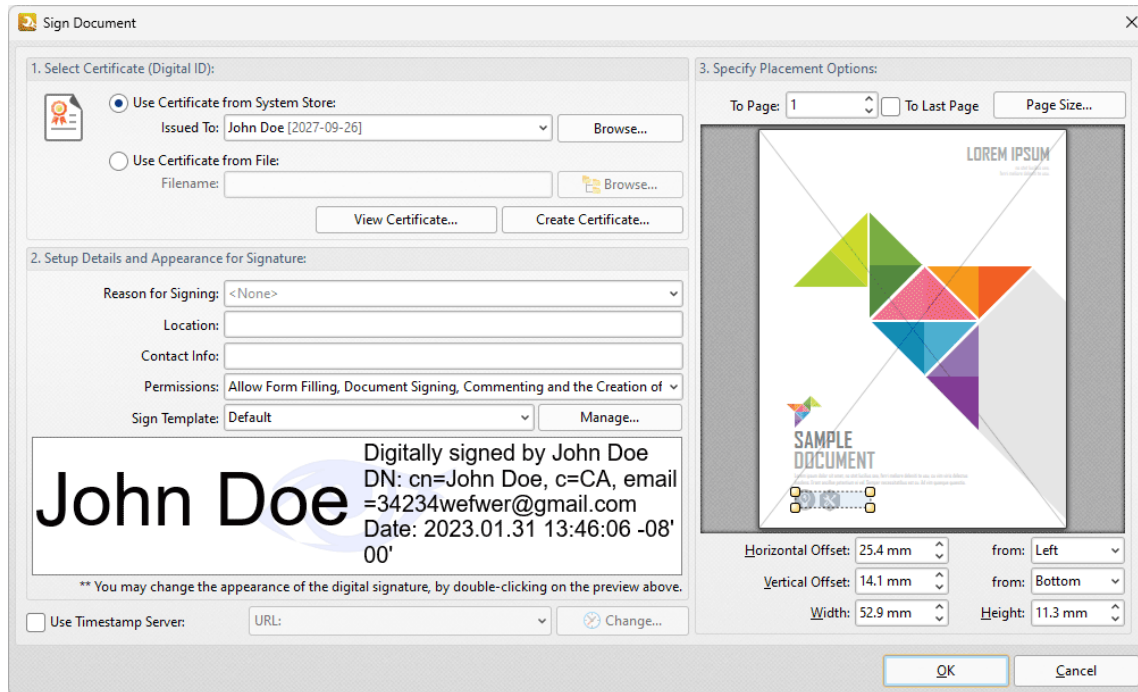 Sign Document
1. Select Certificate (Digital ID):
Use Certificate from System Store:
Issued To: John Doe [2027-09-26]
Browse...
Use Certificate from File:
Filename:
Browse...
View Certificate...
Create Certificate...
2. Setup Details and Appearance for Signature:
Reason for Signing: <None>
Location:
Contact Info:
Permissions: Allow Form Filling, Document Signing, Commenting and the Creation of
Sign Template: Default
Manage...
John Doe
Digitally signed by John Doe
DN: cn=John Doe, c=CA, email
=34234wefwer@gmail.com
Date: 2023.01.31 13:46:06 -08'
00'
** You may change the appearance of the digital signature, by double-clicking on the preview above.
Use Timestamp Server:
URL:
Change...
3. Specify Placement Options:
To Page: 1
To Last Page
Page Size...
LOREM IPSUM
SAMPLE
DOCUMENT
Horizontal Offset: 25.4 mm
from: Left
Vertical Offset: 14.1 mm
from: Bottom
Width: 52.9 mm
Height: 11.3 mm
OK
Cancel